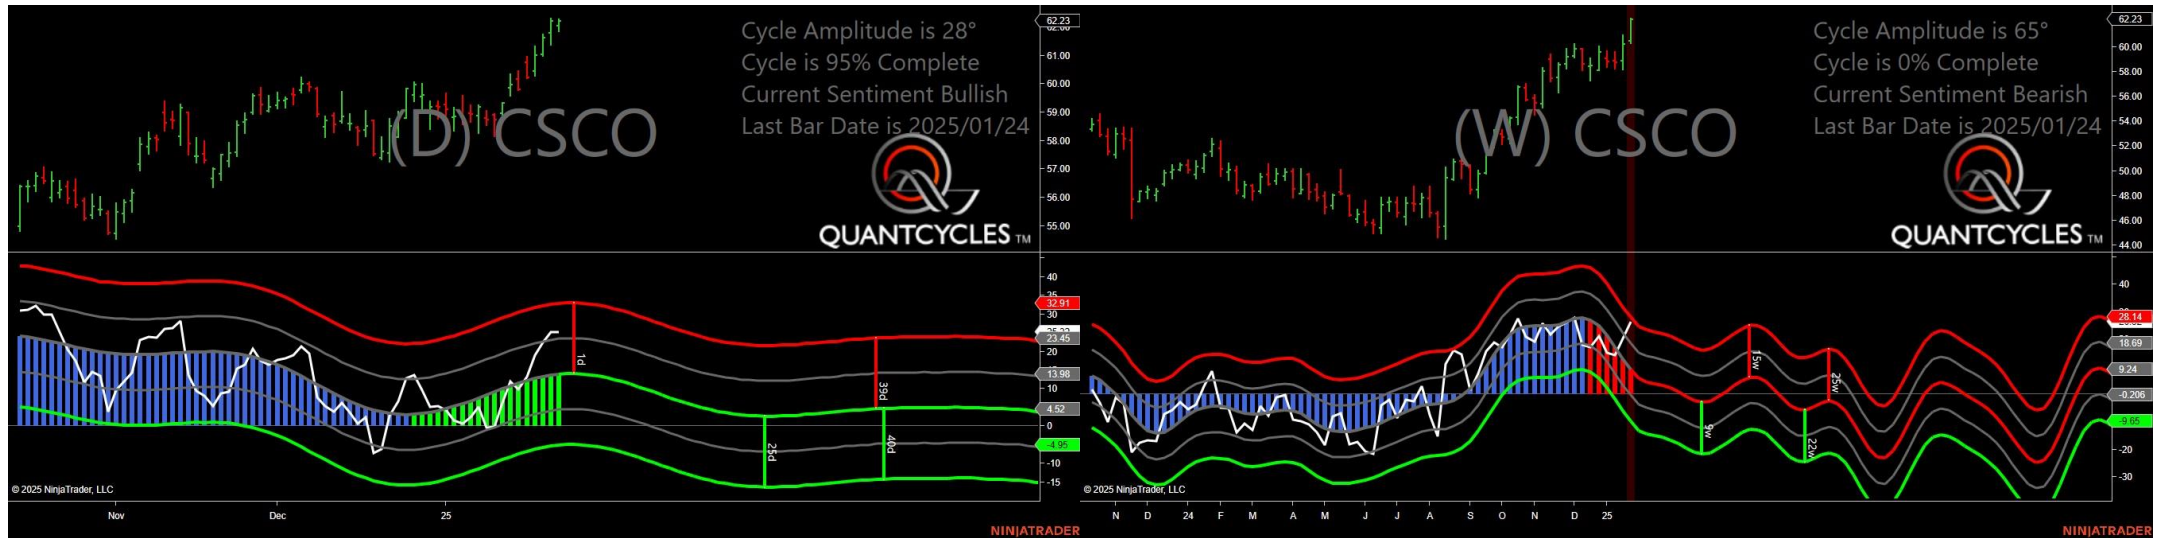 Cycle Amplitude is 28°
Cycle is 95% Complete
Current Sentiment Bullish
Last Bar Date is 2025/01/24
(D) CSCO
QUANTCYCLES TM
62.23
62.00
61.00
60.00
59.00
58.00
57.00
56.00
55.00
40
35
32.91
30
23.45
20
13.98
10
4.52
0
-4.95
-10
-15
1d
25d
39d
40d
© 2025 NinjaTrader, LLC
Nov Dec 25
NINJATRADER
Cycle Amplitude is 65°
Cycle is 0% Complete
Current Sentiment Bearish
Last Bar Date is 2025/01/24
(W) CSCO
QUANTCYCLES TM
62.23
60.00
58.00
56.00
54.00
52.00
50.00
48.00
46.00
44.00
40
28.14
18.69
9.24
-0.206
-9.65
-20
-30
9w
15w
22w
25w
© 2025 NinjaTrader, LLC
N D 24 F M A M J J A S O N D 25
NINJATRADER